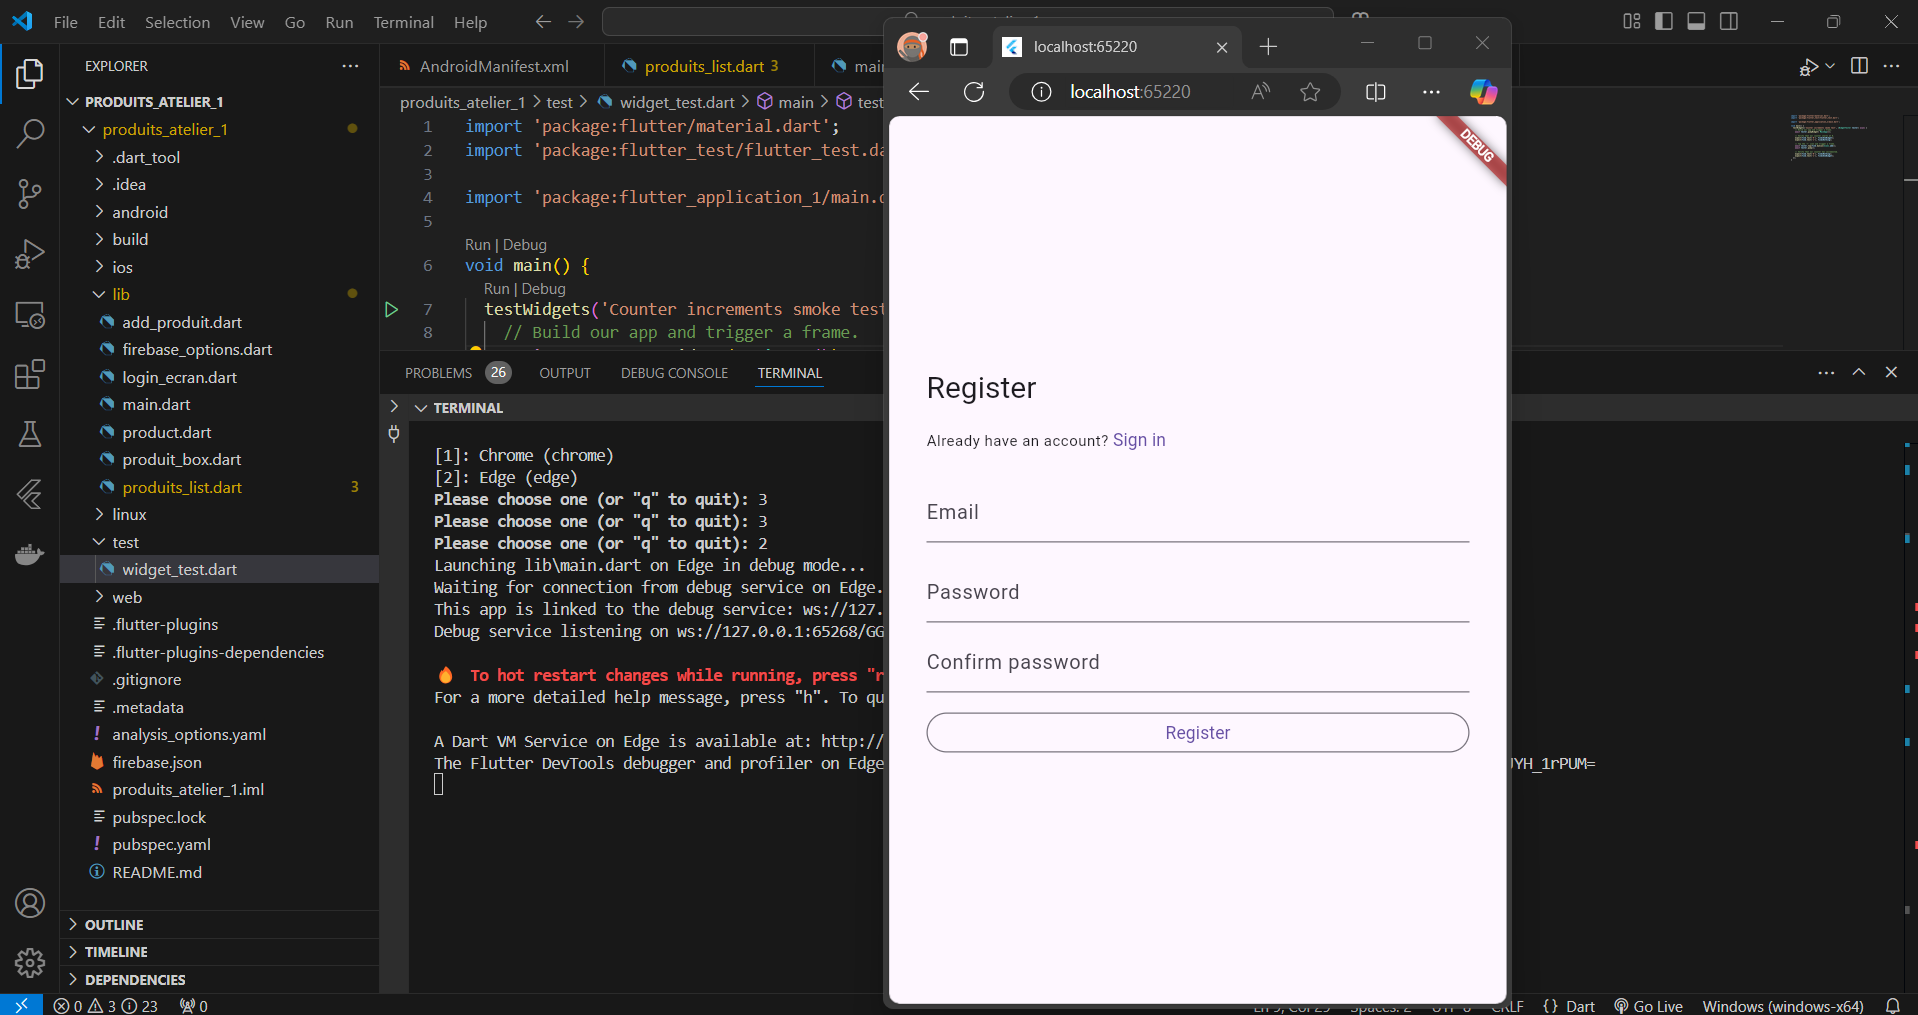 File Edit Selection View Go Run Terminal Help
EXPLORER
PRODUITS_ATELIER_1
produits_atelier_1
.dart_tool
.idea
android
build
ios
lib
add_produit.dart
firebase_options.dart
login_ecran.dart
main.dart
product.dart
produit_box.dart
produits_list.dart 3
linux
test
widget_test.dart
web
.flutter-plugins
.flutter-plugins-dependencies
.gitignore
.metadata
analysis_options.yaml
firebase.json
produits_atelier_1.iml
pubspec.lock
pubspec.yaml
README.md
OUTLINE
TIMELINE
DEPENDENCIES
AndroidManifest.xml
produits_list.dart 3
produits_atelier_1 > test > widget_test.dart > main > test
1 import 'package:flutter/material.dart';
2 import 'package:flutter_test/flutter_test.da
3
4 import 'package:flutter_application_1/main.
5
Run | Debug
6 void main() {
Run | Debug
7 testWidgets('Counter increments smoke test
8 // Build our app and trigger a frame.
PROBLEMS 26 OUTPUT DEBUG CONSOLE TERMINAL
TERMINAL
[1]: Chrome (chrome)
[2]: Edge (edge)
Please choose one (or "q" to quit): 3
Please choose one (or "q" to quit): 3
Please choose one (or "q" to quit): 2
Launching lib\main.dart on Edge in debug mode...
Waiting for connection from debug service on Edge.
This app is linked to the debug service: ws://127.
Debug service listening on ws://127.0.0.1:65268/GG
To hot restart changes while running, press "r
For a more detailed help message, press "h". To qu
A Dart VM Service on Edge is available at: http://
The Flutter DevTools debugger and profiler on Edge
YH_1rPUM=
localhost:65220
localhost:65220
DEBUG
Register
Already have an account? Sign in
Email
Password
Confirm password
Register
0 3 23 0
CRLF {} Dart Go Live Windows (windows-x64)